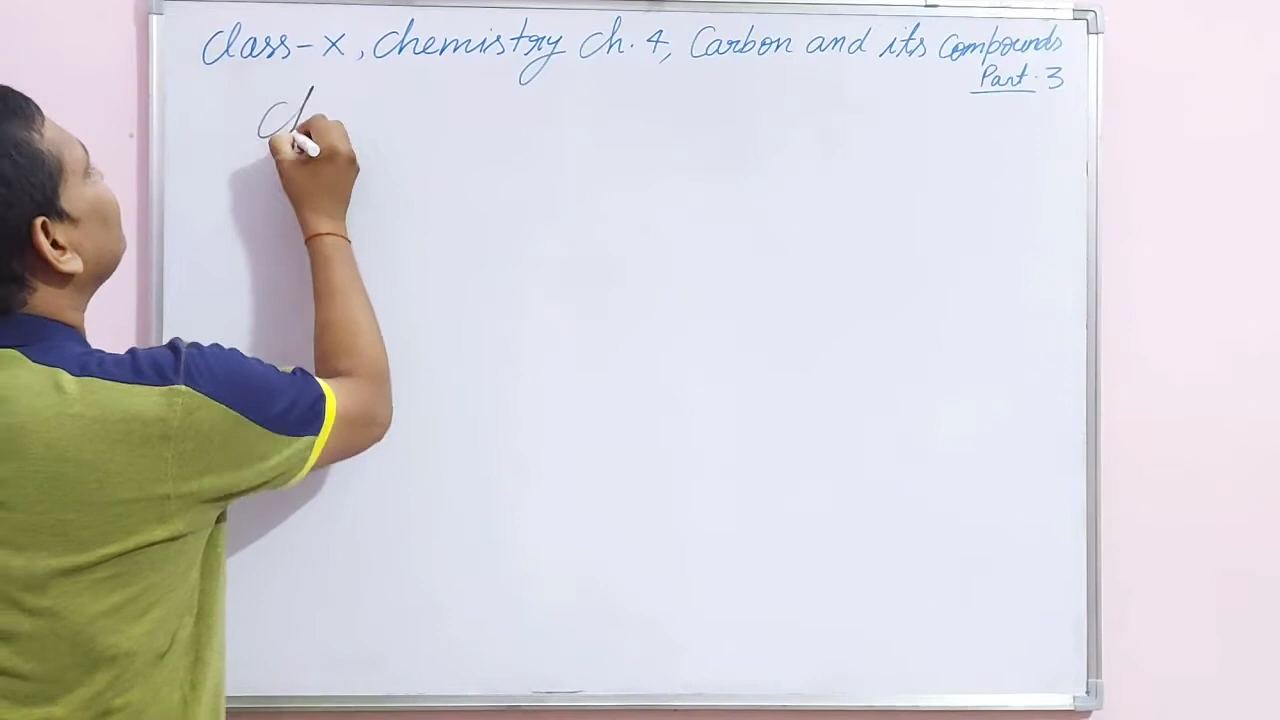 Class-X, Chemistry Ch. 4, Carbon and its Compounds
Part-3